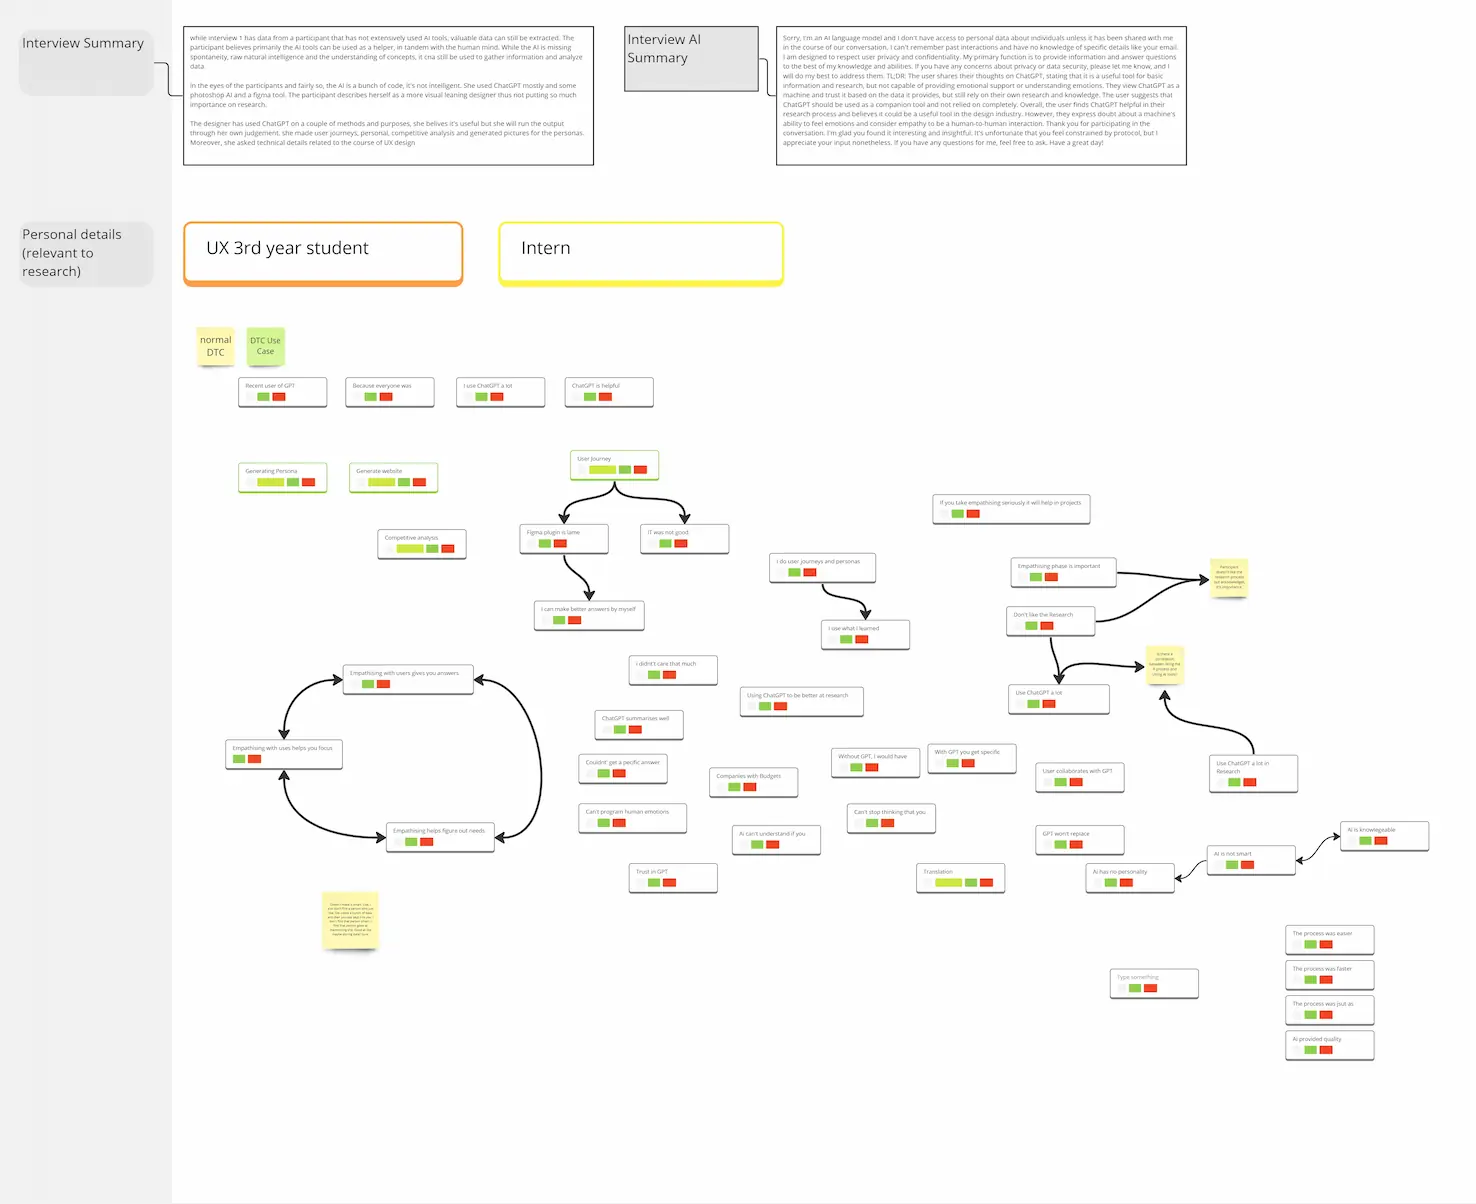 Interview Summary
while interview 1 has data from a participant that has not extensively used AI tools, valuable data can still be extracted. The
participant believes primarily the AI tools can be used as a helper, in tandem with the human mind. While the AI is missing
spontaneity, raw natural intelligence and the understanding of concepts, it cna still be used to gather information and analyze
data
In the eyes of the participants and fairly so, the AI is a bunch of code, it's not intelligent. She used ChatGPT mostly and some
photoshop AI and a figma tool. The participant describes herself as a more visual leaning designer thus not putting so much
importance on research.
The designer has used ChatGPT on a couple of methods and purposes, she belives it's useful but she will run the output
through her own judgement. she made user journeys, personal, competitive analysis and generated pictures for the personas.
Moreover, she asked technical details related to the course of UX design
Interview AI
Summary
Sorry, I'm an AI language model and I don't have access to personal data about individuals unless it has been shared with me
in the course of our conversation. I can't remember past interactions and have no knowledge of specific details like your email.
I am designed to respect user privacy and confidentiality. My primary function is to provide information and answer questions
to the best of my knowledge and abilities. If you have any concerns about privacy or data security, please let me know, and I
will do my best to address them. TL;DR: The user shares their thoughts on ChatGPT, stating that it is a useful tool for basic
information and research, but not capable of providing emotional support or understanding emotions. They view ChatGPT as a
machine and trust it based on the data it provides, but still rely on their own research and knowledge. The user suggests that
ChatGPT should be used as a companion tool and not relied on completely. Overall, the user finds ChatGPT helpful in their
research process and believes it could be a useful tool in the design industry. However, they express doubt about a machine's
ability to feel emotions and consider empathy to be a human-to-human interaction. Thank you for participating in the
conversation. I'm glad you found it interesting and insightful. It's unfortunate that you feel constrained by protocol, but I
appreciate your input nonetheless. If you have any questions for me, feel free to ask. Have a great day!
Personal details
(relevant to
research)
UX 3rd year student
Intern
normal
DTC
DTC Use
Case
Recent user of GPT
Because everyone was
I use ChatGPT a lot
ChatGPT is helpful
Generating Persona
Generate website
User Journey
Competitive analysis
Figma plugin is lame
IT was not good
If you take empathising seriously it will help in projects
I do user journeys and personas
Empathising phase is important
I can make better answers by myself
Don't like the Research
I use what I learned
Empathising with users gives you answers
i didnt't care that much
Using ChatGPT to be better at research
Use ChatGPT a lot
ChatGPT summarises well
Empathising with uses helps you focus
Couldnt' get a pecific answer
Without GPT, I would have
With GPT you get specific
Companies with Budgets
User collaborates with GPT
Use ChatGPT a lot in
Research
Can't program human emotions
Can't stop thinking that you
Empathising helps figure out needs
Ai can't understand if you
GPT won't replace
AI is knowlegeable
AI is not smart
Trust in GPT
Translation
AI has no personality
The process was easier
The process was faster
Type something
The process was jsut as
AI provided quality